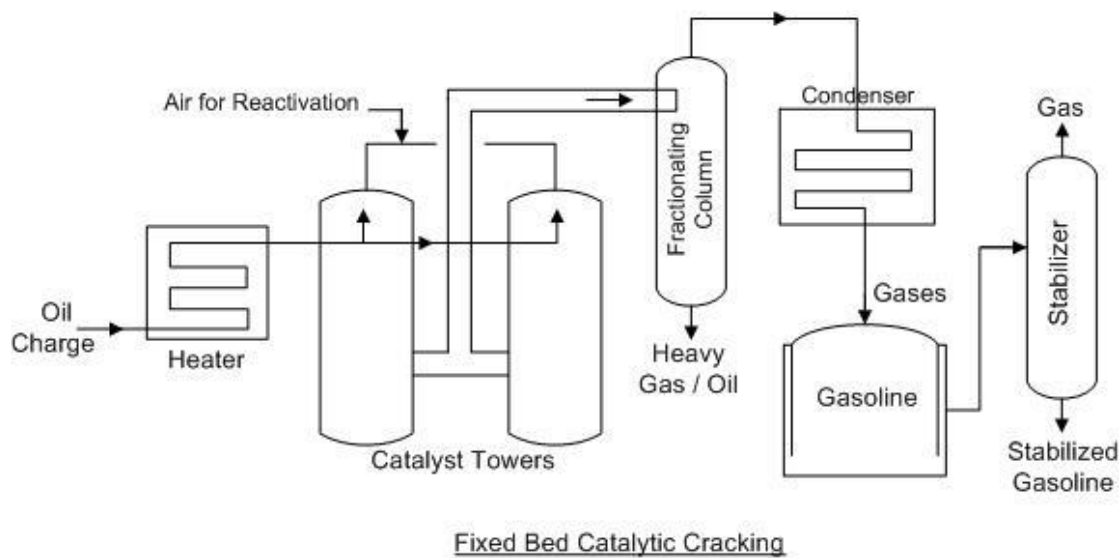 Air for Reactivation
Condenser
Gas
Fractionating
Column
Stabilizer
Oil
Charge
Heater
Gases
Heavy
Gas / Oil
Gasoline
Catalyst Towers
Stabilized
Gasoline
Fixed Bed Catalytic Cracking